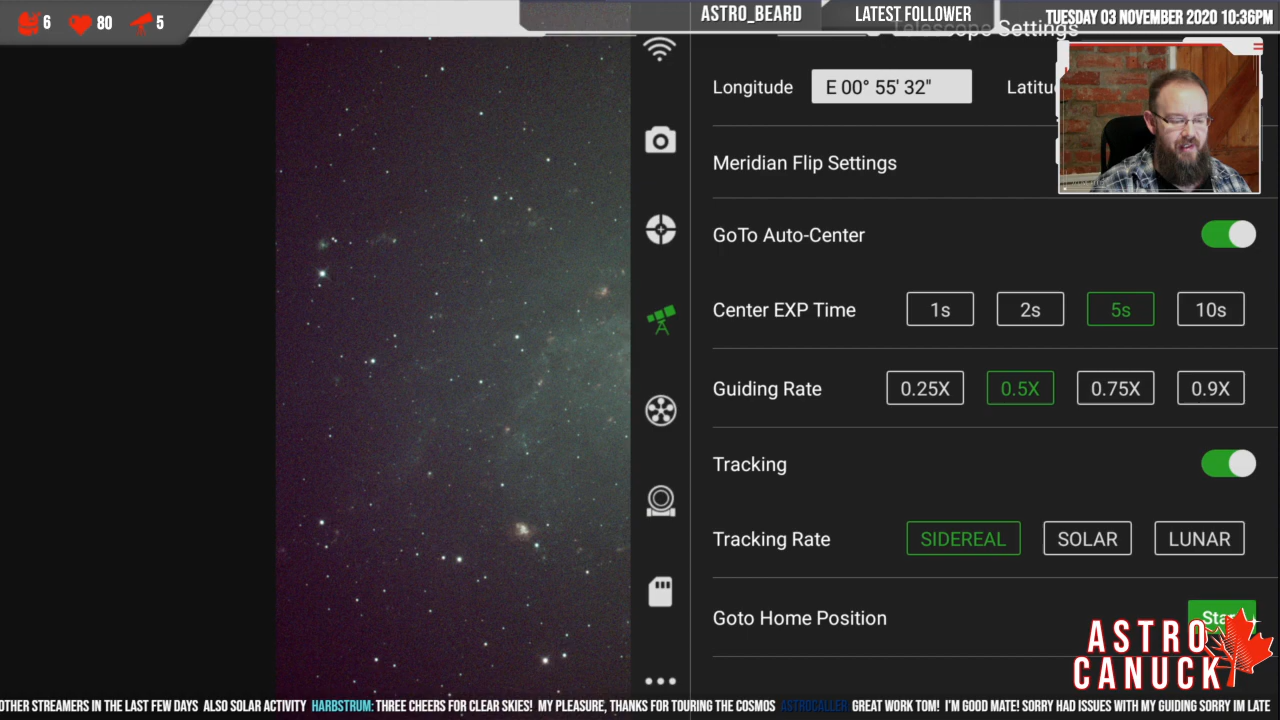 6 80 5
ASTRO_BEARD
LATEST FOLLOWER
TUESDAY 03 NOVEMBER 2020 10:36PM
Telescope Settings
Longitude E 00° 55' 32"
Meridian Flip Settings
GoTo Auto-Center
Center EXP Time 1s 2s 5s 10s
Guiding Rate 0.25X 0.5X 0.75X 0.9X
Tracking
Tracking Rate SIDEREAL SOLAR LUNAR
Goto Home Position
ASTRO
CANUCK
OTHER STREAMERS IN THE LAST FEW DAYS ALSO SOLAR ACTIVITY HARBSTRUM: THREE CHEERS FOR CLEAR SKIES! MY PLEASURE, THANKS FOR TOURING THE COSMOS ASTROCALLER GREAT WORK TOM! I'M GOOD MATE! SORRY HAD ISSUES WITH MY GUIDING SORRY IM LATE